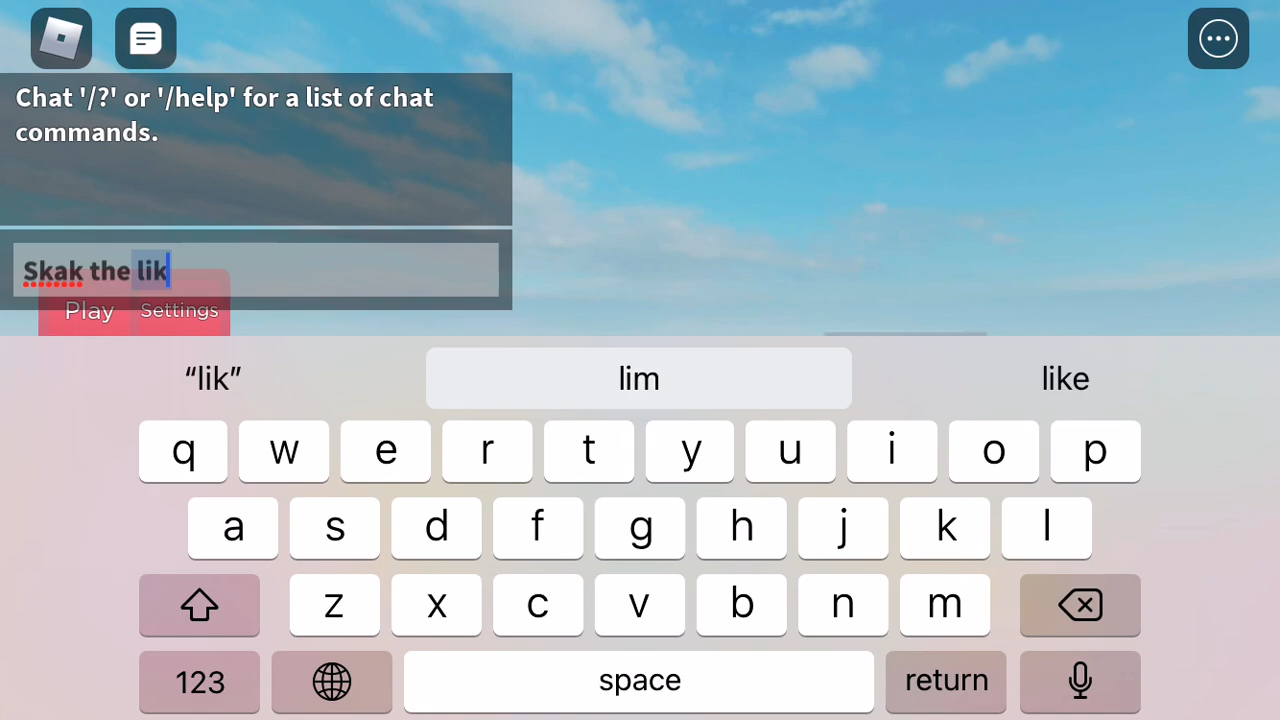 Chat '/?' or '/help' for a list of chat
commands.
Skak the lik
Play Settings
“lik” lim like
q w e r t y u i o p
a s d f g h j k l
z x c v b n m
123 space return